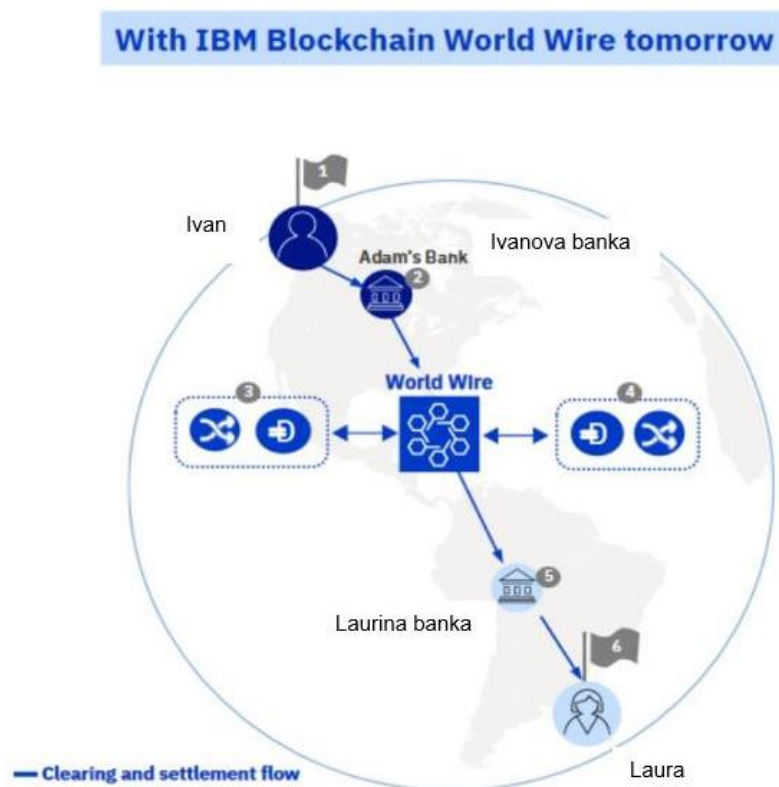 With IBM Blockchain World Wire tomorrow
1
Ivan
Ivanova banka
Adam's Bank
2
World Wire
3
4
5
Laurina banka
6
Laura
Clearing and settlement flow